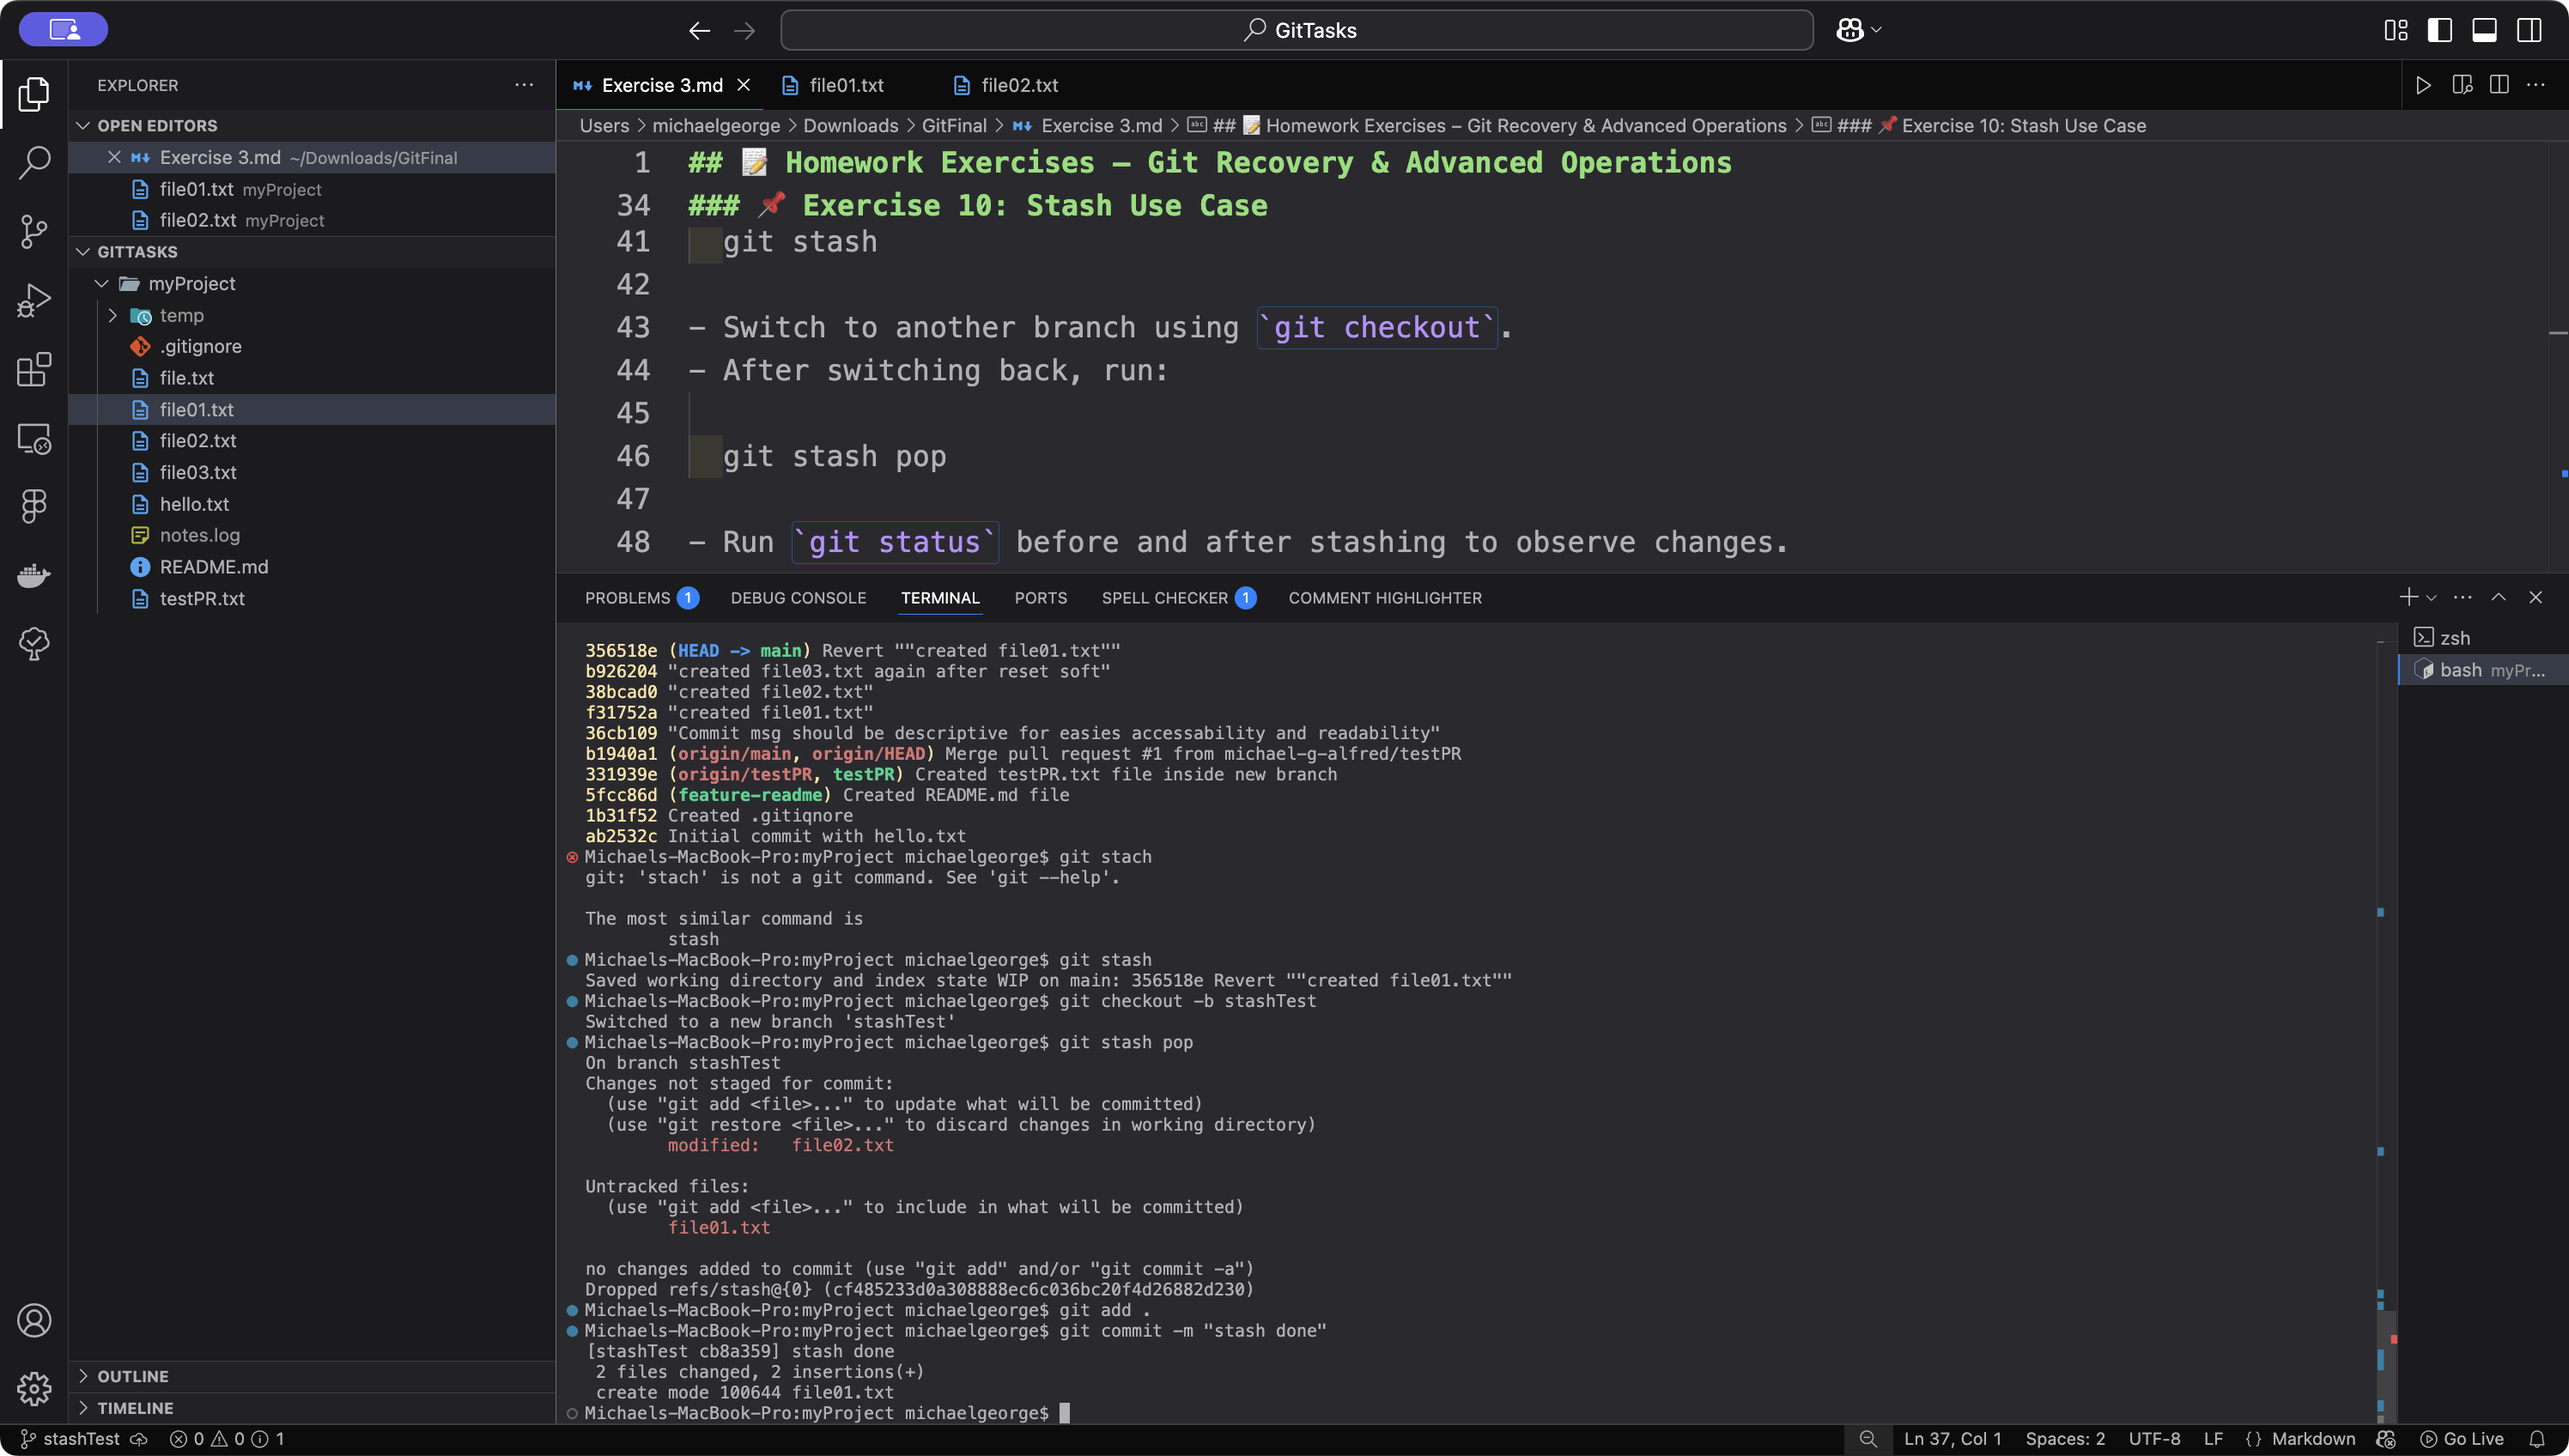 GitTasks
EXPLORER
OPEN EDITORS
Exercise 3.md ~/Downloads/GitFinal
file01.txt myProject
file02.txt myProject
GITTASKS
myProject
temp
.gitignore
file.txt
file01.txt
file02.txt
file03.txt
hello.txt
notes.log
README.md
testPR.txt
OUTLINE
TIMELINE
Exercise 3.md
file01.txt
file02.txt
Users > michaelgeorge > Downloads > GitFinal > Exercise 3.md > ## 📝 Homework Exercises – Git Recovery & Advanced Operations > ### 📌 Exercise 10: Stash Use Case
1 ## 📝 Homework Exercises – Git Recovery & Advanced Operations
34 ### 📌 Exercise 10: Stash Use Case
41 git stash
42
43 - Switch to another branch using `git checkout`.
44 - After switching back, run:
45
46 git stash pop
47
48 - Run `git status` before and after stashing to observe changes.
PROBLEMS 1 DEBUG CONSOLE TERMINAL PORTS SPELL CHECKER 1 COMMENT HIGHLIGHTER
zsh
bash myPr...
356518e (HEAD -> main) Revert ""created file01.txt""
b926204 "created file03.txt again after reset soft"
38bcad0 "created file02.txt"
f31752a "created file01.txt"
36cb109 "Commit msg should be descriptive for easies accessability and readability"
b1940a1 (origin/main, origin/HEAD) Merge pull request #1 from michael-g-alfred/testPR
331939e (origin/testPR, testPR) Created testPR.txt file inside new branch
5fcc86d (feature-readme) Created README.md file
1b31f52 Created .gitiqnore
ab2532c Initial commit with hello.txt
Michaels-MacBook-Pro:myProject michaelgeorge$ git stach
git: 'stach' is not a git command. See 'git --help'.
The most similar command is
stash
Michaels-MacBook-Pro:myProject michaelgeorge$ git stash
Saved working directory and index state WIP on main: 356518e Revert ""created file01.txt""
Michaels-MacBook-Pro:myProject michaelgeorge$ git checkout -b stashTest
Switched to a new branch 'stashTest'
Michaels-MacBook-Pro:myProject michaelgeorge$ git stash pop
On branch stashTest
Changes not staged for commit:
(use "git add <file>..." to update what will be committed)
(use "git restore <file>..." to discard changes in working directory)
modified: file02.txt
Untracked files:
(use "git add <file>..." to include in what will be committed)
file01.txt
no changes added to commit (use "git add" and/or "git commit -a")
Dropped refs/stash@{0} (cf485233d0a308888ec6c036bc20f4d26882d230)
Michaels-MacBook-Pro:myProject michaelgeorge$ git add .
Michaels-MacBook-Pro:myProject michaelgeorge$ git commit -m "stash done"
[stashTest cb8a359] stash done
2 files changed, 2 insertions(+)
create mode 100644 file01.txt
Michaels-MacBook-Pro:myProject michaelgeorge$
stashTest 0 0 1 Ln 37, Col 1 Spaces: 2 UTF-8 LF {} Markdown Go Live